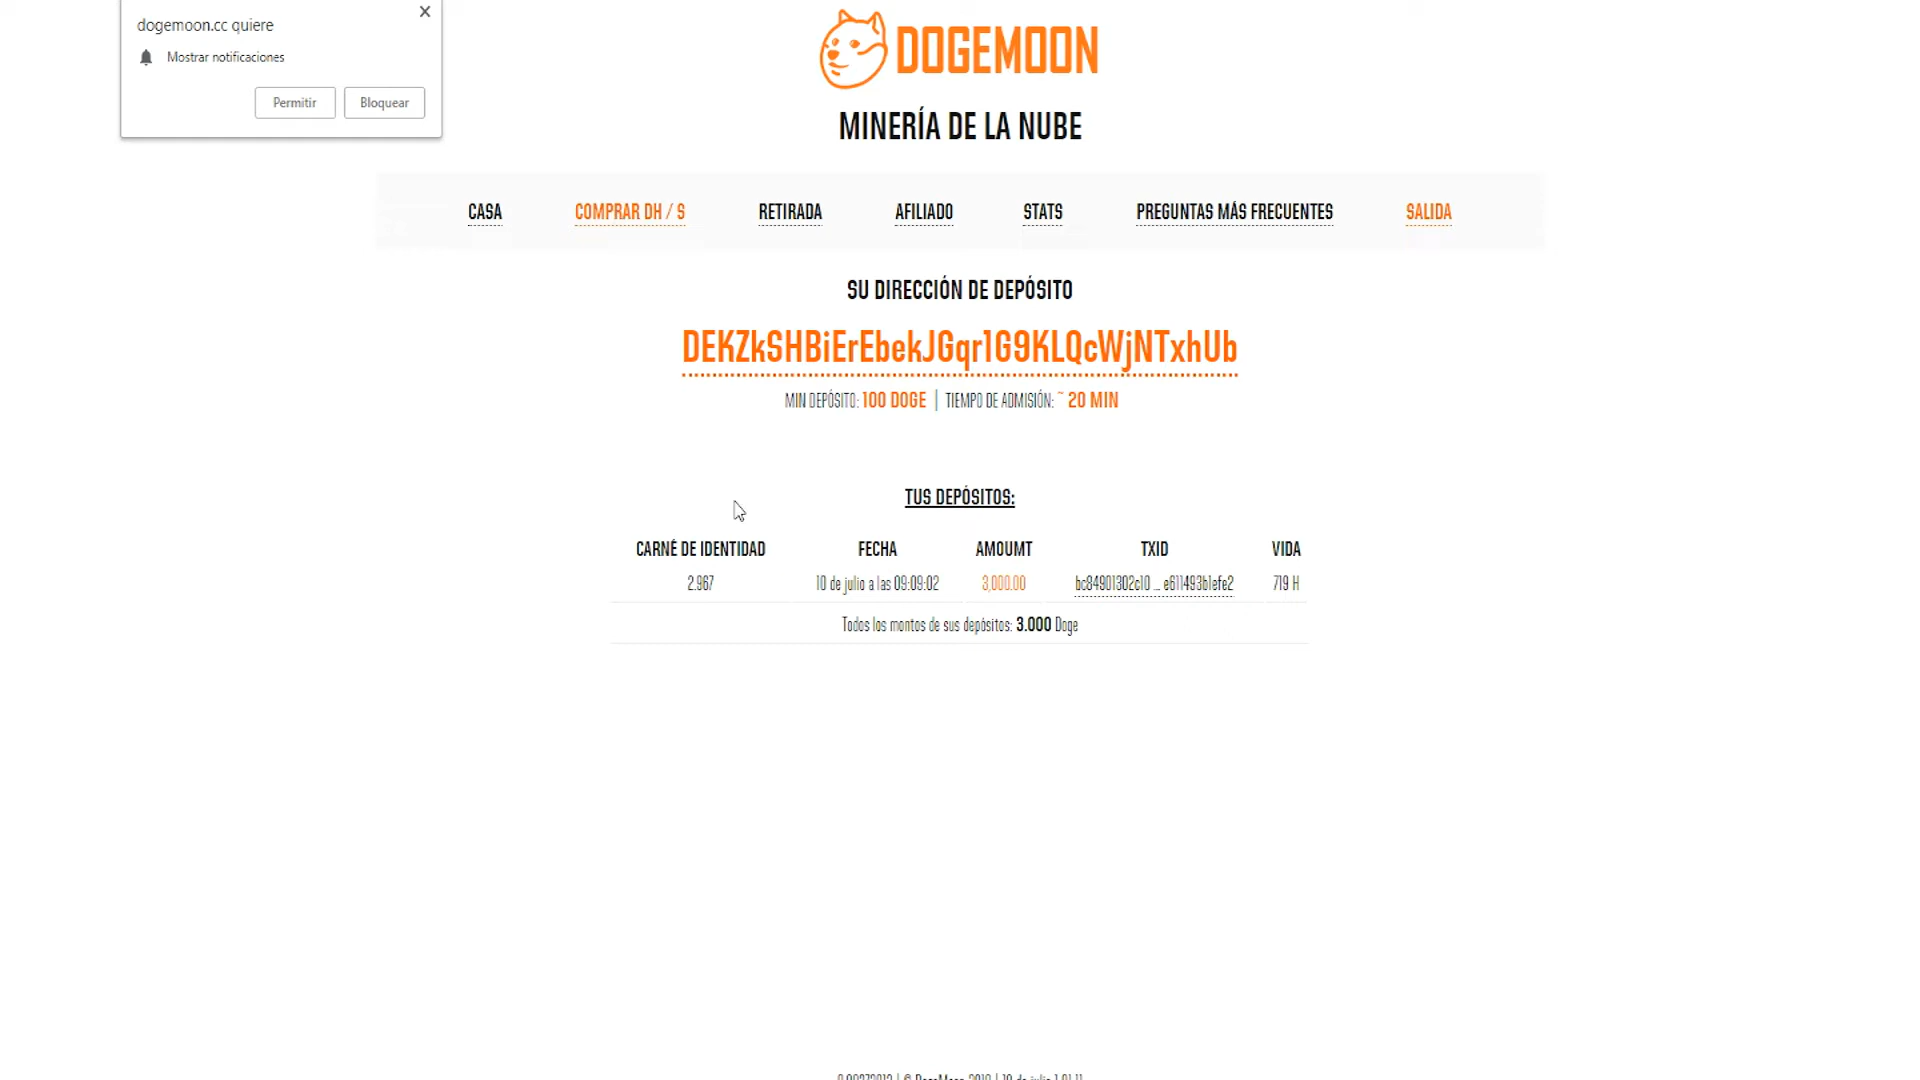 dogemoon.cc quiere
Mostrar notificaciones
Permitir
Bloquear
DOGEMOON
MINERÍA DE LA NUBE
CASA
COMPRAR DH / S
RETIRADA
AFILIADO
STATS
PREGUNTAS MÁS FRECUENTES
SALIDA
SU DIRECCIÓN DE DEPÓSITO
DEKZkSHBiErEbekJGqr1G9KLQcWjNTxhUb
MIN DEPÓSITO: 100 DOGE | TIEMPO DE ADMISIÓN: ~ 20 MIN
TUS DEPÓSITOS:
CARNÉ DE IDENTIDAD FECHA AMOUMT TXID VIDA
2.967 10 de julio a las 09:09:02 3,000.00 bc84901302c10 ... e611493b1efe2 719 H
Todos los montos de sus depósitos: 3.000 Doge